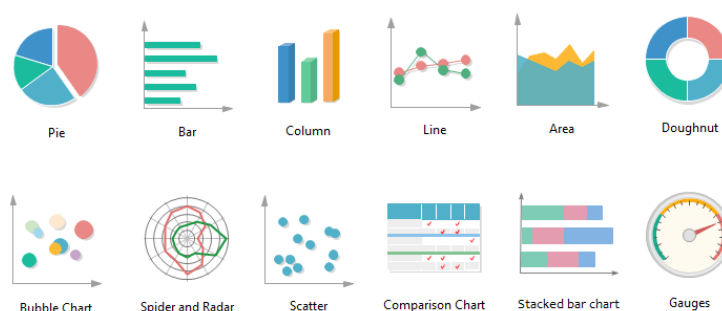 Pie
Bar
Column
Line
Area
Doughnut
Bubble Chart
Spider and Radar
Scatter
Comparison Chart
Stacked bar chart
Gauges